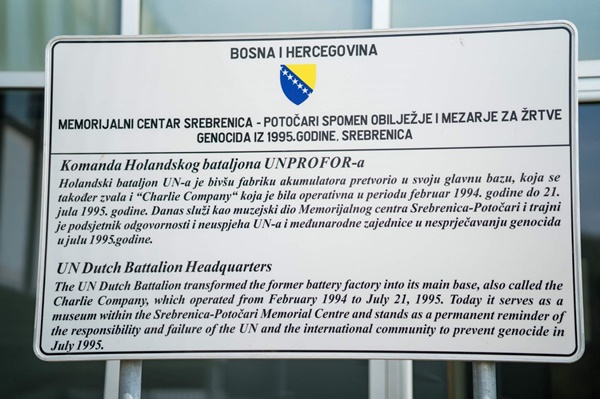 BOSNA I HERCEGOVINA
MEMORIJALNI CENTAR SREBRENICA - POTOČARI SPOMEN OBILJEŽJE I MEZARJE ZA ŽRTVE
GENOCIDA IZ 1995.GODINE, SREBRENICA
Komanda Holandskog bataljona UNPROFOR-a
Holandski bataljon UN-a je bivšu fabriku akumulatora pretvorio u svoju glavnu bazu, koja se
također zvala i “Charlie Company“ koja je bila operativna u periodu februar 1994. godine do 21.
jula 1995. godine. Danas služi kao muzejski dio Memorijalnog centra Srebrenica-Potočari i trajni
je podsjetnik odgovornosti i neuspjeha UN-a i međunarodne zajednice u nesprječavanju genocida
u julu 1995.godine.
UN Dutch Battalion Headquarters
The UN Dutch Battalion transformed the former battery factory into its main base, also called the
Charlie Company, which operated from February 1994 to July 21, 1995. Today it serves as a
museum within the Srebrenica-Potočari Memorial Centre and stands as a permanent reminder of
the responsibility and failure of the UN and the international community to prevent genocide in
July 1995.